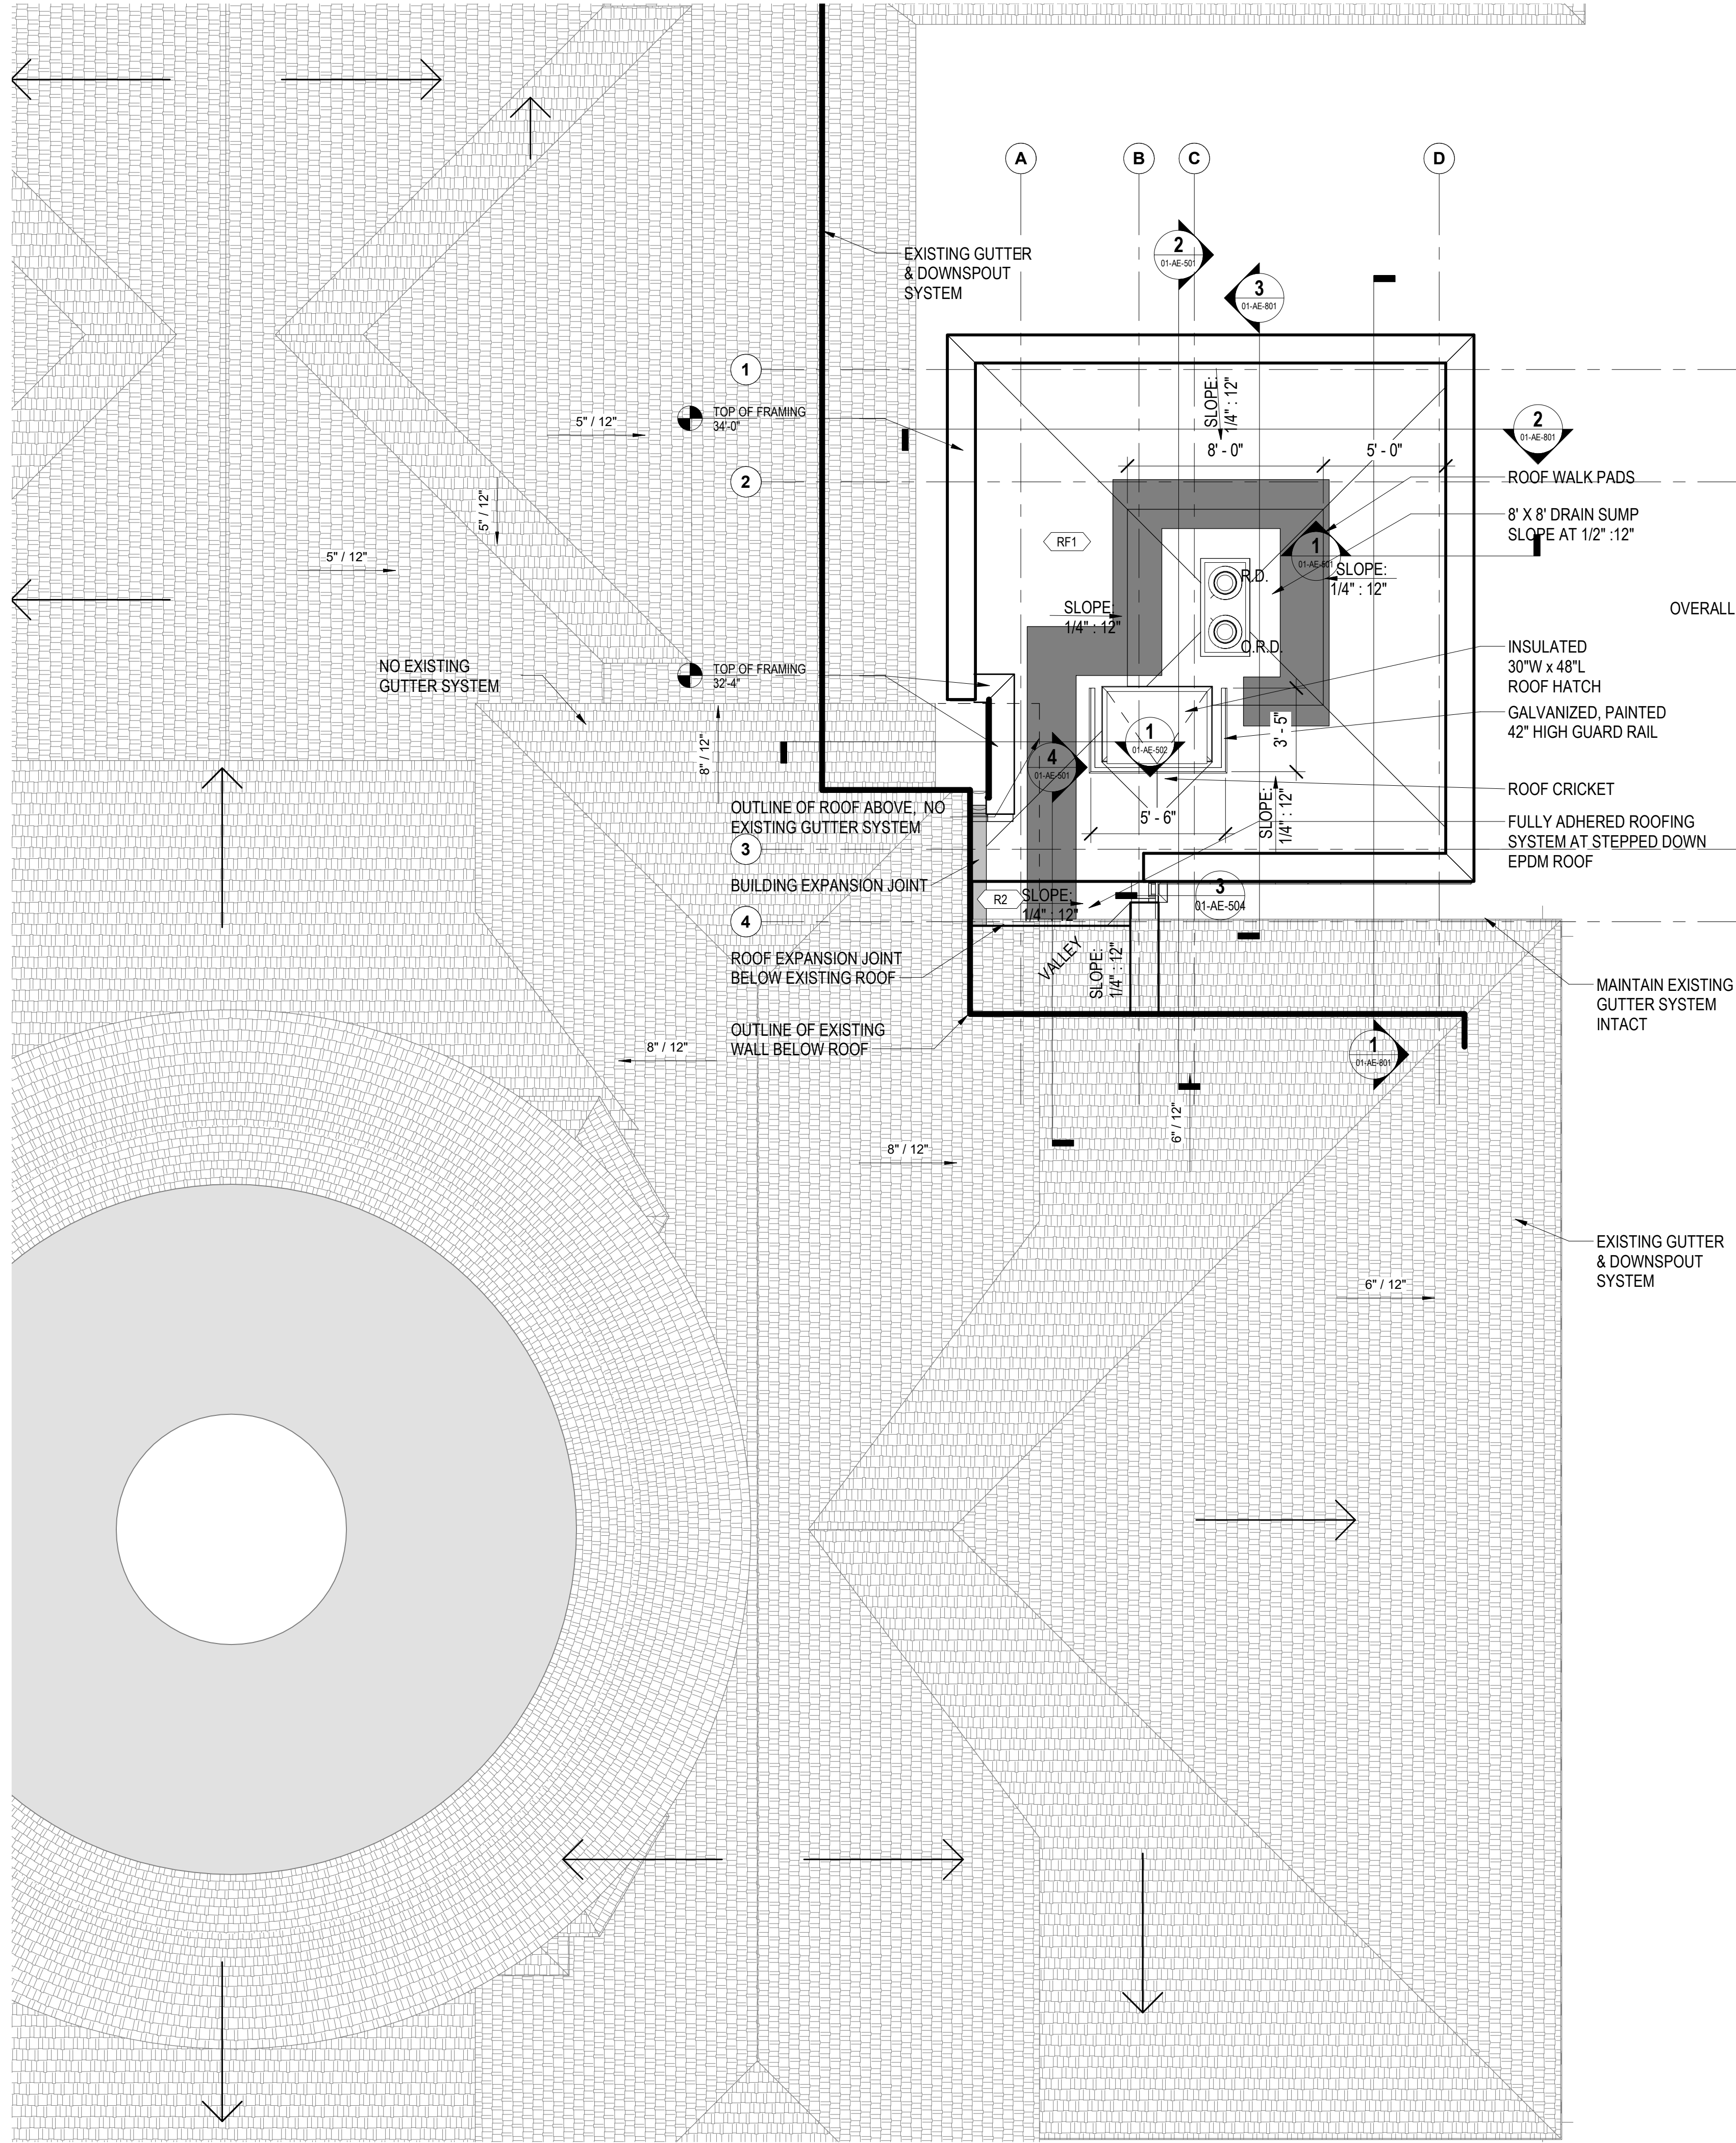 A
B
C
D
2
01-AE-501
EXISTING GUTTER
& DOWNSPOUT
SYSTEM
3
01-AE-801
1
TOP OF FRAMING
34'-0"
SLOPE:
1/4" : 12"
5" / 12"
2
01-AE-801
8' - 0"
5' - 0"
2
ROOF WALK PADS
5" / 12"
8' X 8' DRAIN SUMP
SLOPE AT 1/2" :12"
RF1
1
01-AE-601
5" / 12"
R.D.
SLOPE:
1/4" : 12"
SLOPE:
1/4" : 12"
OVERALL
O.R.D.
INSULATED
30"W x 48"L
ROOF HATCH
NO EXISTING
GUTTER SYSTEM
TOP OF FRAMING
32'-4"
GALVANIZED, PAINTED
42" HIGH GUARD RAIL
8" / 12"
1
01-AE-502
3' - 5"
4
01-AE-501
ROOF CRICKET
OUTLINE OF ROOF ABOVE, NO
EXISTING GUTTER SYSTEM
5' - 6"
SLOPE:
1/4" : 12"
FULLY ADHERED ROOFING
SYSTEM AT STEPPED DOWN
EPDM ROOF
3
BUILDING EXPANSION JOINT
R2
SLOPE:
1/4" : 12"
3
01-AE-504
4
ROOF EXPANSION JOINT
BELOW EXISTING ROOF
VALLEY
SLOPE:
1/4" : 12"
MAINTAIN EXISTING
GUTTER SYSTEM
INTACT
OUTLINE OF EXISTING
WALL BELOW ROOF
8" / 12"
1
01-AE-801
6" / 12"
8" / 12"
EXISTING GUTTER
& DOWNSPOUT
SYSTEM
6" / 12"